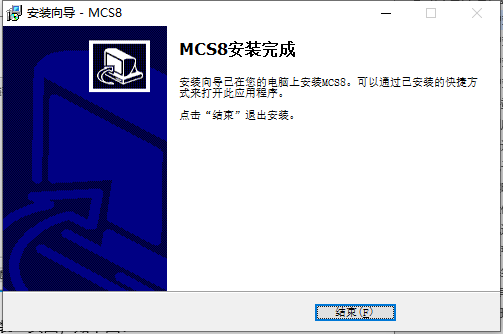 安装向导 - MCS8
MCS8安装完成
安装向导已在您的电脑上安装MCS8。可以通过已安装的快捷方
式来打开此应用程序。
点击“结束”退出安装。
结束(F)